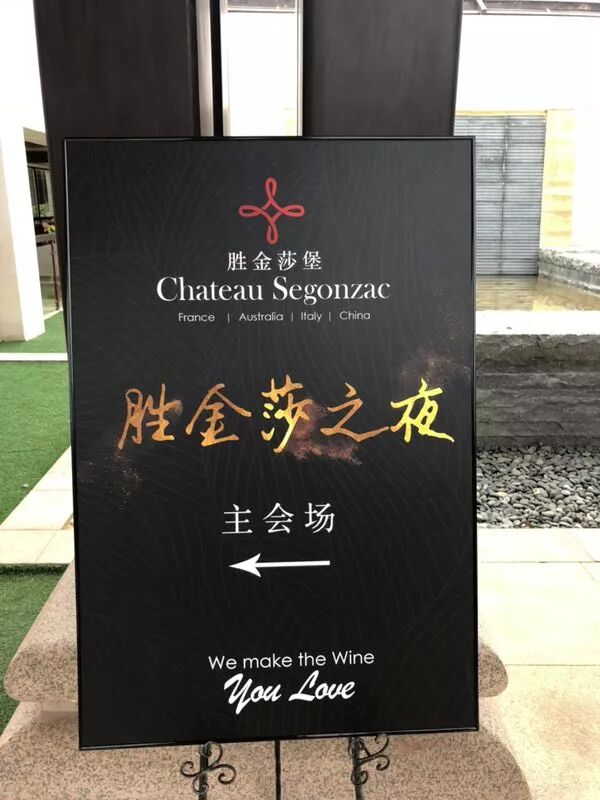 胜金莎堡
Chateau Segonzac
France | Australia | Italy | China
胜金莎之夜
主会场
We make the Wine
You Love